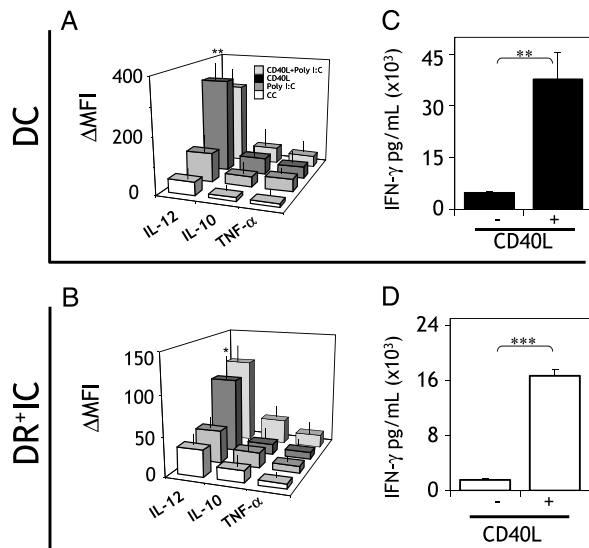 A
DC
ΔMFI
400
200
0
**
CD40L+Poly I:C
CD40L
Poly I:C
CC
IL-12
IL-10
TNF-α
C
IFN-γ pg/mL (x10³)
45
30
15
0
**
- +
CD40L
B
DR⁺IC
ΔMFI
150
100
50
0
*
IL-12
IL-10
TNF-α
D
IFN-γ pg/mL (x10³)
24
16
8
0
***
- +
CD40L